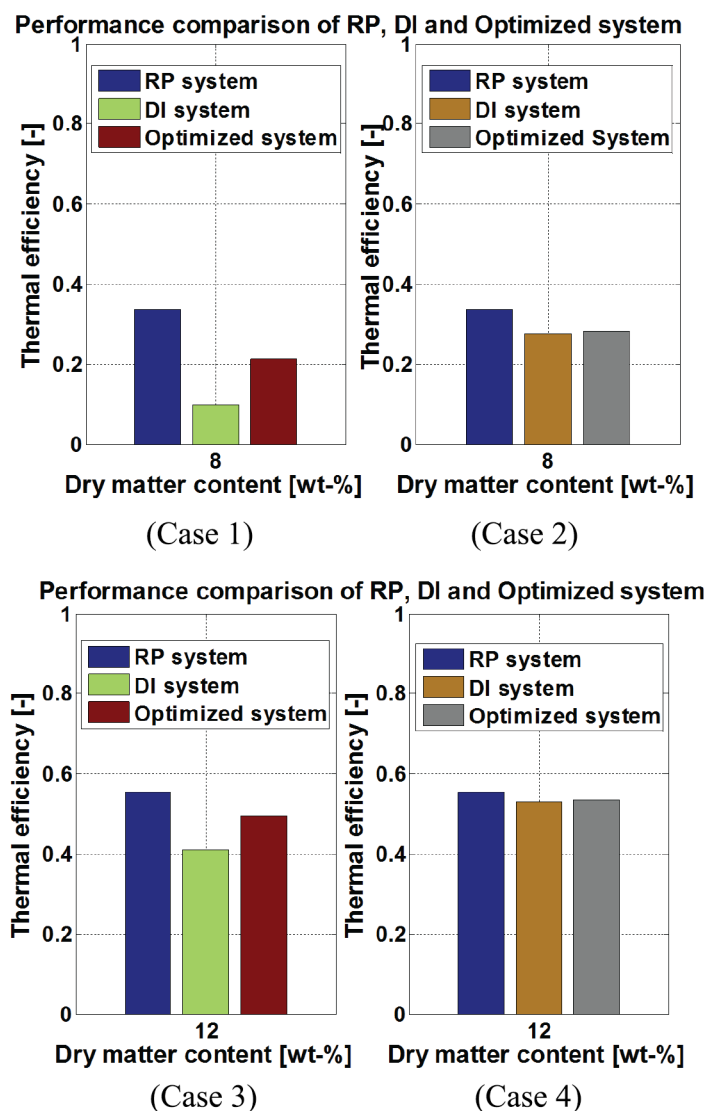 Performance comparison of RP, DI and Optimized system
1
0.8
0.6
0.4
0.2
0
Thermal efficiency [-]
RP system
DI system
Optimized system
8
Dry matter content [wt-%]
(Case 1)
1
0.8
0.6
0.4
0.2
0
Thermal efficiency [-]
RP system
DI system
Optimized System
8
Dry matter content [wt-%]
(Case 2)
Performance comparison of RP, DI and Optimized system
1
0.8
0.6
0.4
0.2
0
Thermal efficiency [-]
RP system
DI system
Optimized system
12
Dry matter content [wt-%]
(Case 3)
1
0.8
0.6
0.4
0.2
0
Thermal efficiency [-]
RP system
DI system
Optimized system
12
Dry matter content [wt-%]
(Case 4)